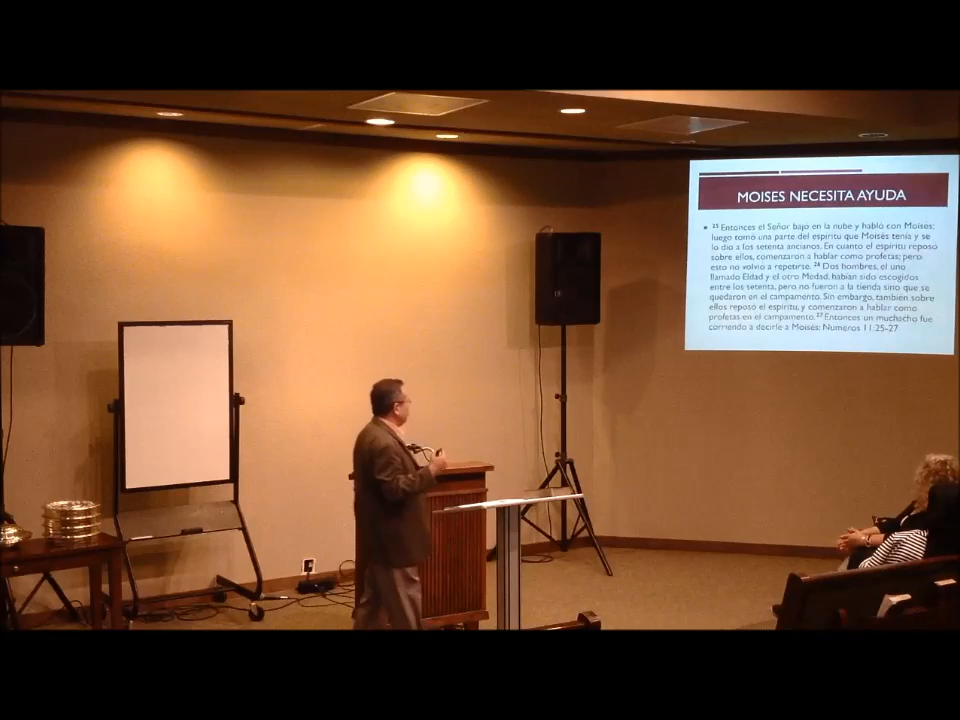 MOISES NECESITA AYUDA
25 Entonces el Señor bajó en la nube y habló con Moisés;
luego tomó una parte del espíritu que Moisés tenía y se
lo dio a los setenta ancianos. En cuanto el espíritu reposó
sobre ellos, comenzaron a hablar como profetas; pero
esto no volvió a repetirse. 26 Dos hombres, el uno
llamado Eldad y el otro Medad, habían sido escogidos
entre los setenta, pero no fueron a la tienda sino que se
quedaron en el campamento. Sin embargo, también sobre
ellos reposó el espíritu, y comenzaron a hablar como
profetas en el campamento. 27 Entonces un muchacho fue
corriendo a decirle a Moisés: Numeros 11.25-27